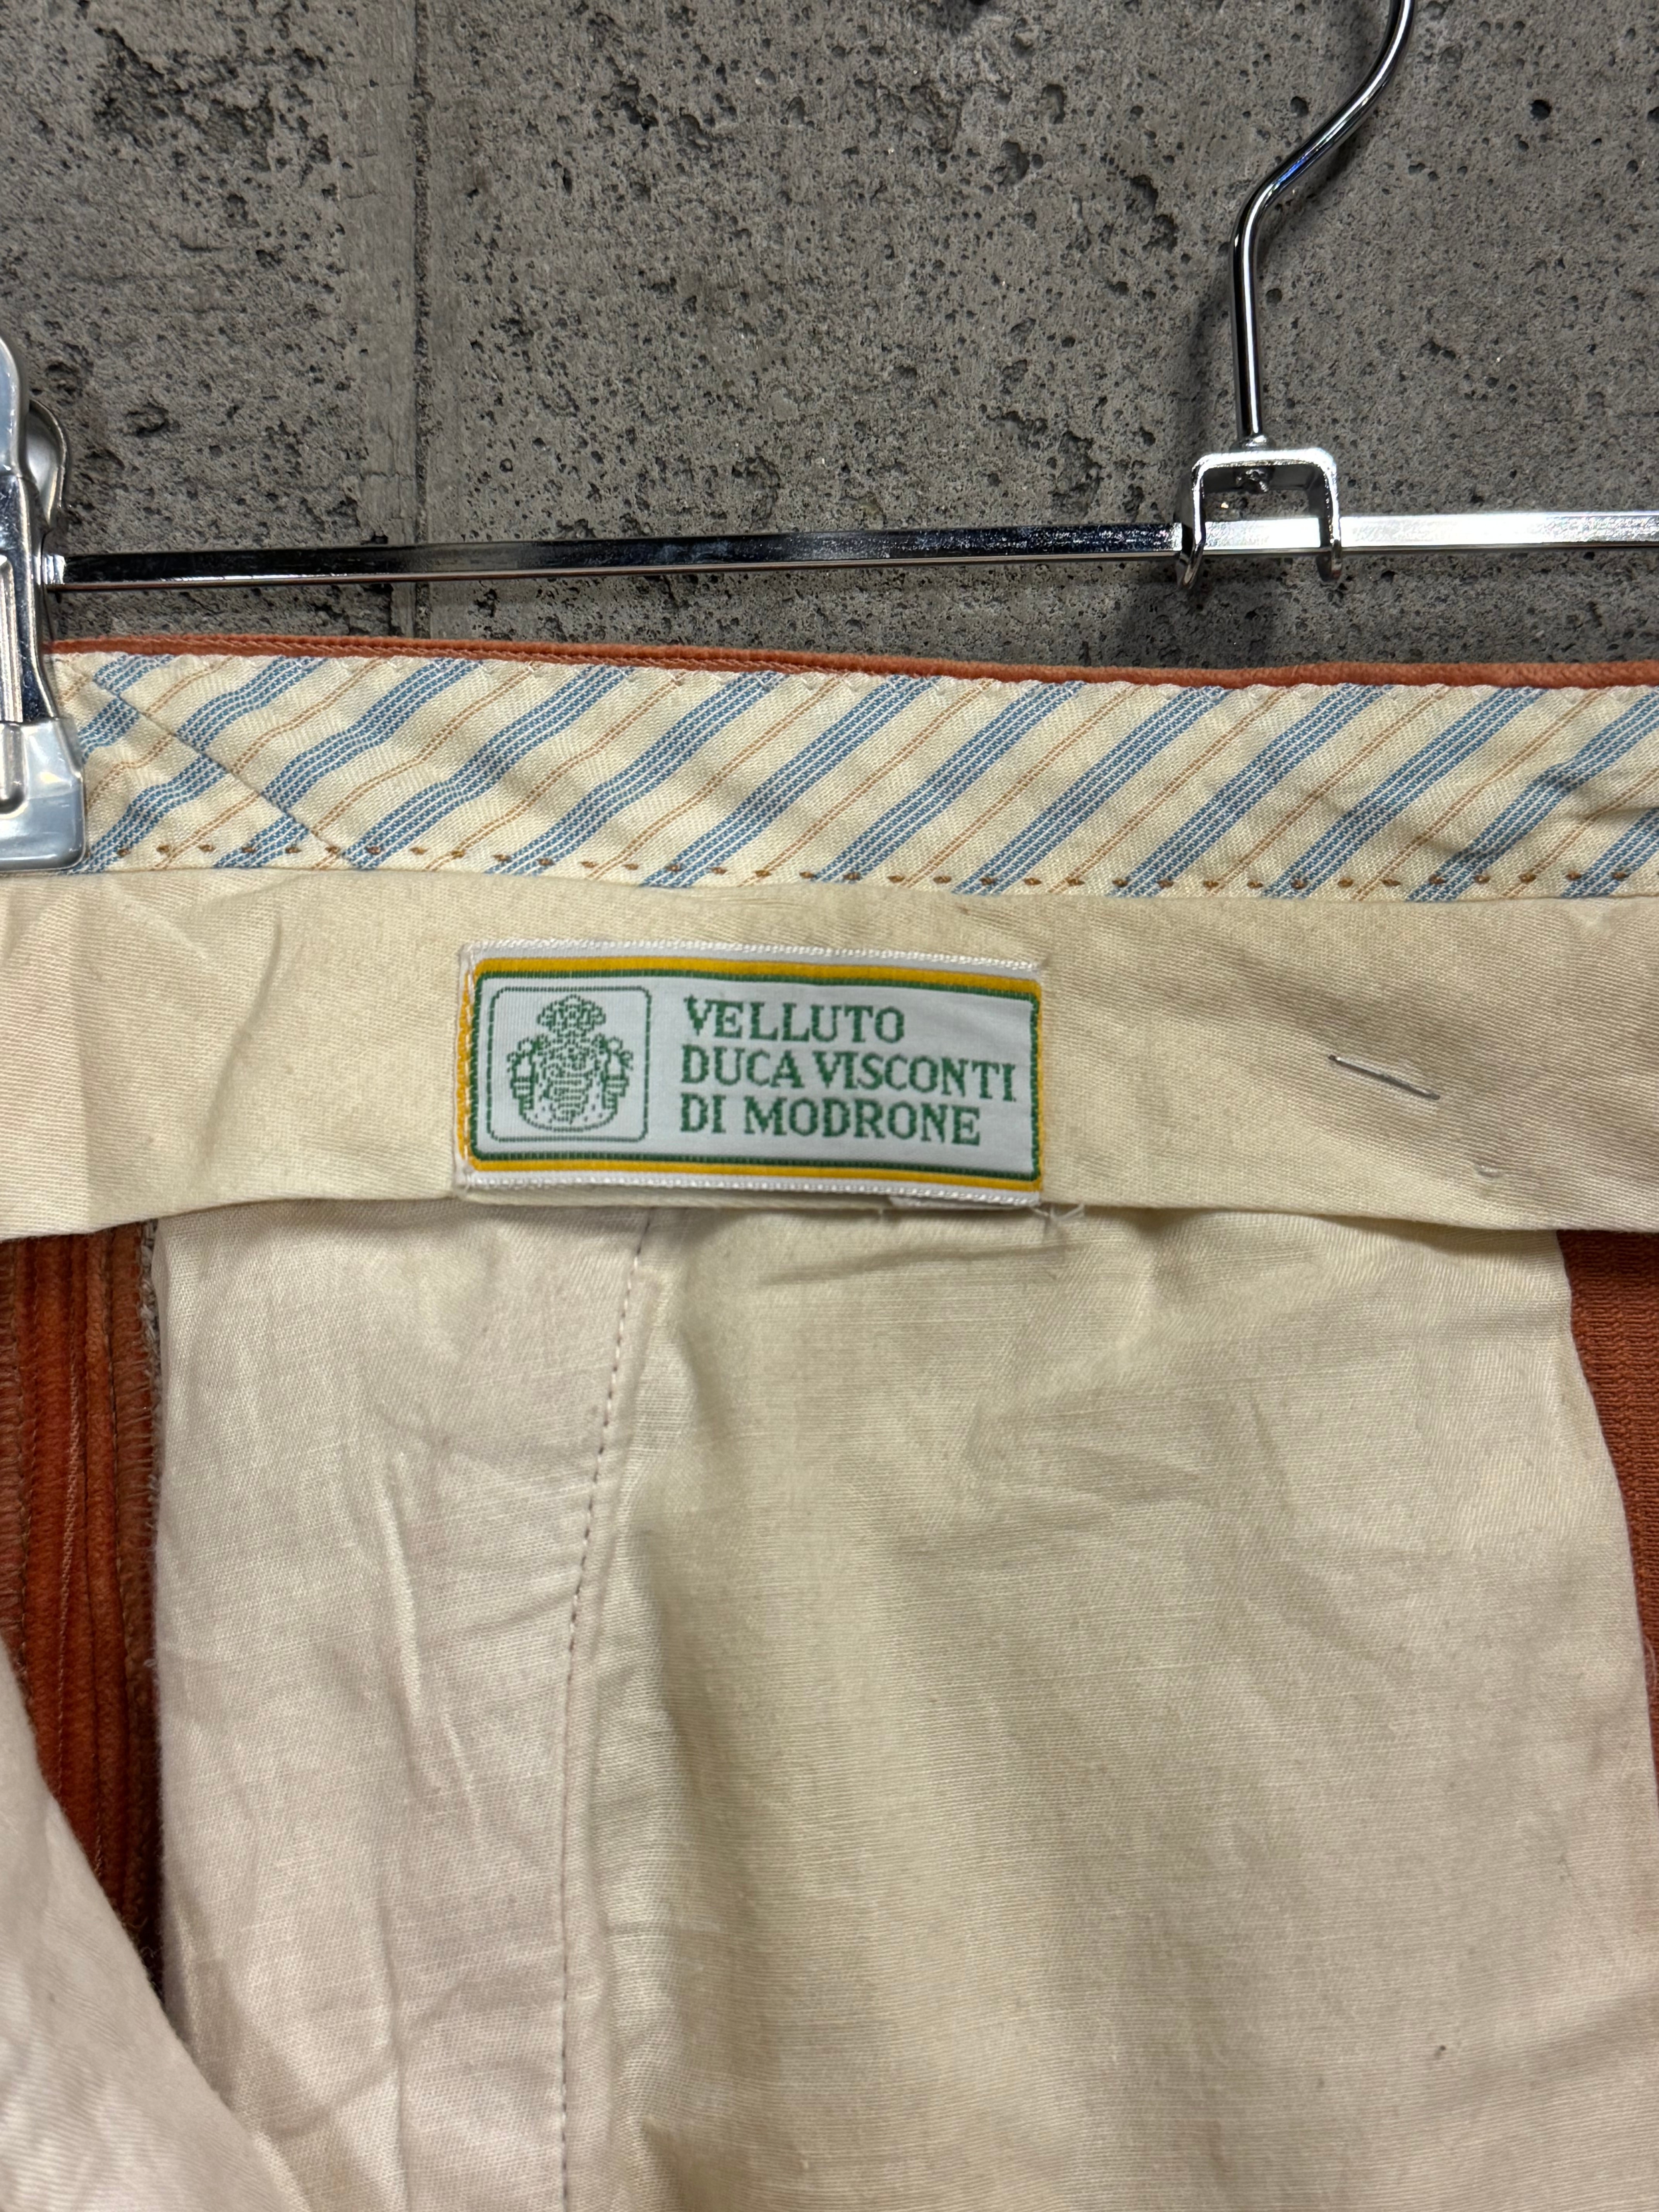 VELLUTO
DUCA VISCONTI
DI MODRONE